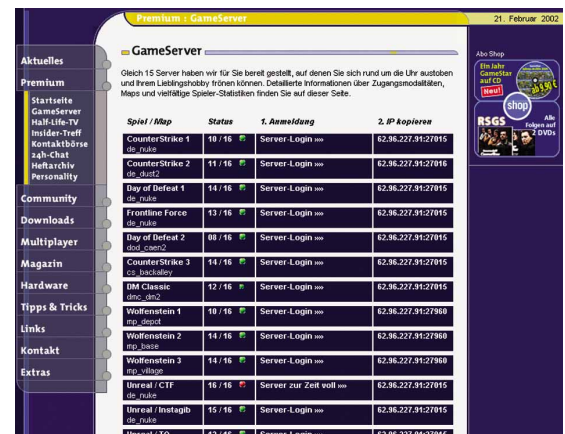 Premium : GameServer
21. Februar 2002
Aktuelles
Premium
Startseite
GameServer
Half-Life-TV
Insider-Treff
Kontaktbörse
24h-Chat
Heftarchiv
Personality
Community
Downloads
Multiplayer
Magazin
Hardware
Tipps & Tricks
Links
Kontakt
Extras
GameServer
Gleich 15 Server haben wir für Sie bereit gestellt, auf denen Sie sich rund um die Uhr austoben
und Ihrem Lieblingshobby frönen können. Detaillierte Informationen über Zugangsmodalitäten,
Maps und vielfältige Spieler-Statistiken finden Sie auf dieser Seite.
Spiel / Map Status 1. Anmeldung 2. IP kopieren
CounterStrike 1 10 / 16 Server-Login »»» 62.96.227.91:27015
de_nuke
CounterStrike 2 11 / 16 Server-Login »»» 62.96.227.91:27016
de_dust2
Day of Defeat 1 14 / 16 Server-Login »»» 62.96.227.91:27015
de_nuke
Frontline Force 13 / 16 Server-Login »»» 62.96.227.91:27015
de_nuke
Day of Defeat 2 08 / 16 Server-Login »»» 62.96.227.91:27015
dod_caen2
CounterStrike 3 14 / 16 Server-Login »»» 62.96.227.91:27015
cs_backalley
DM Classic 12 / 16 Server-Login »»» 62.96.227.91:27015
dmc_dm2
Wolfenstein 1 10 / 16 Server-Login »»» 62.96.227.91:27960
mp_depot
Wolfenstein 2 14 / 16 Server-Login »»» 62.96.227.91:27960
mp_base
Wolfenstein 3 14 / 16 Server-Login »»» 62.96.227.91:27960
mp_village
Unreal / CTF 16 / 16 Server zur Zeit voll »»» 62.96.227.91:27015
de_nuke
Unreal / Instagib 15 / 16 Server-Login »»» 62.96.227.91:27015
de_nuke
Abo Shop
Ein Jahr
GameStar
auf CD
Neu!
ab 9,90 €
shop
RSGS
Alle
Folgen auf
2 DVDs